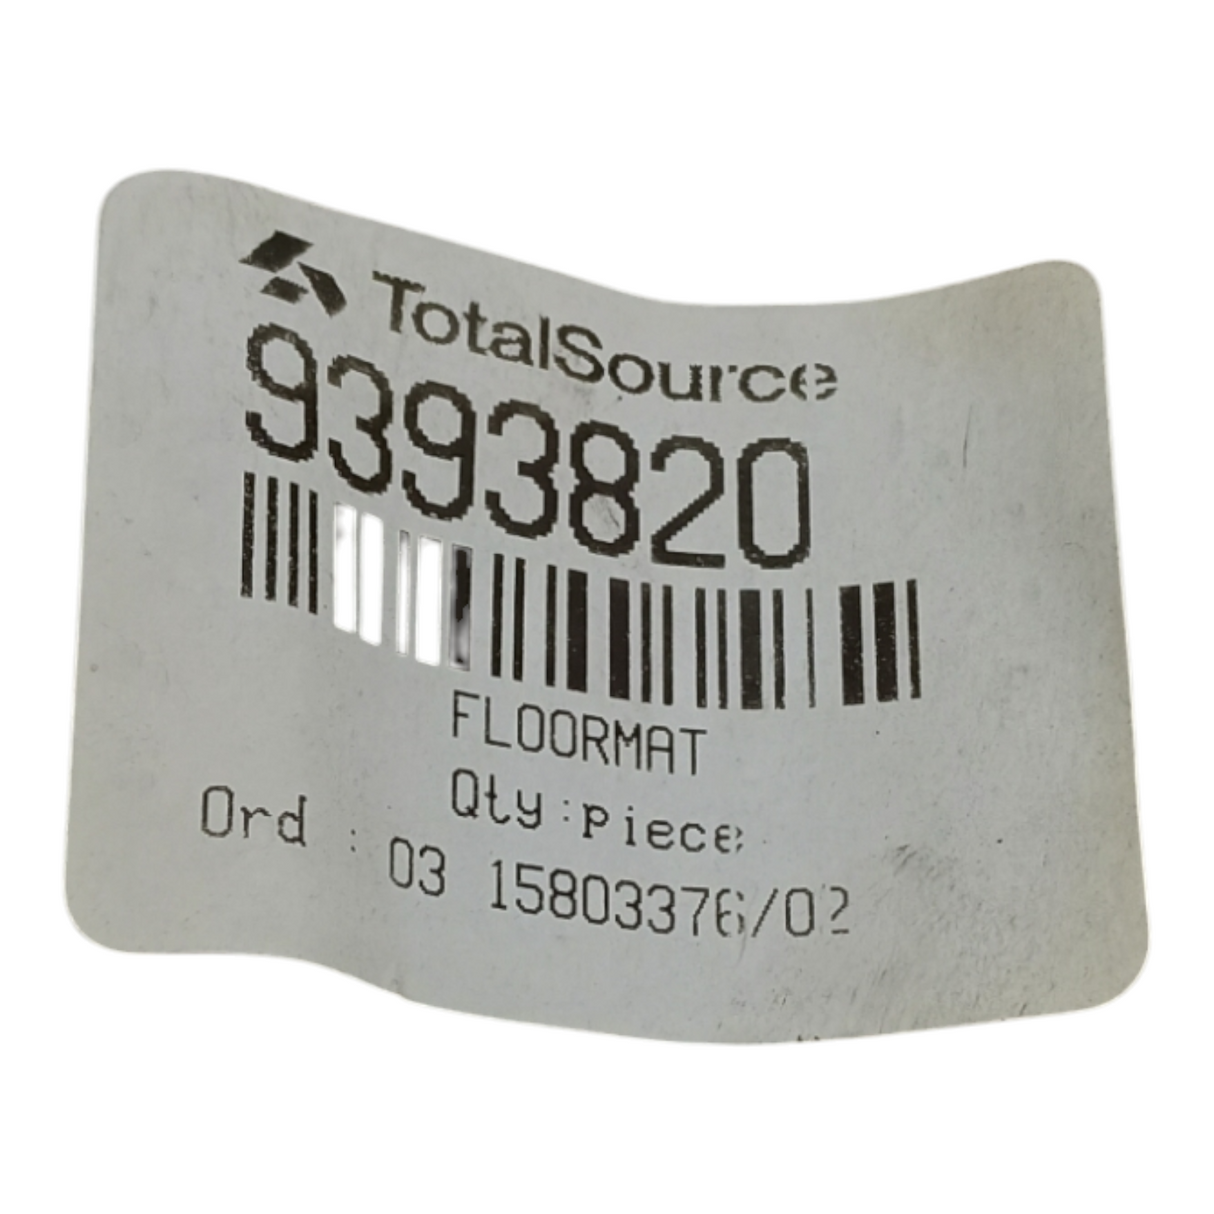 TotalSource
9393820
FLOORMAT
Qty:piece
Ord : 03 15803376/02